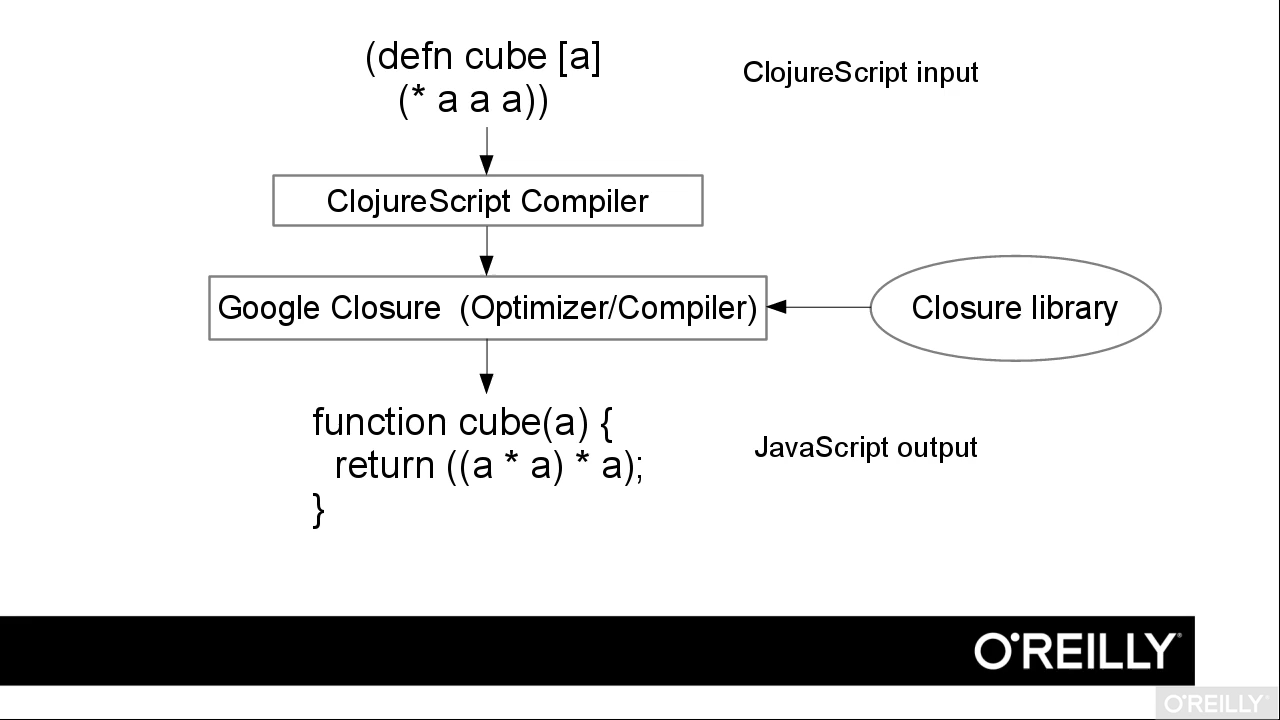 (defn cube [a]
(* a a a))
ClojureScript input
ClojureScript Compiler
Google Closure (Optimizer/Compiler)
Closure library
function cube(a) {
return ((a * a) * a);
}
JavaScript output
O'REILLY®
O'REILLY®